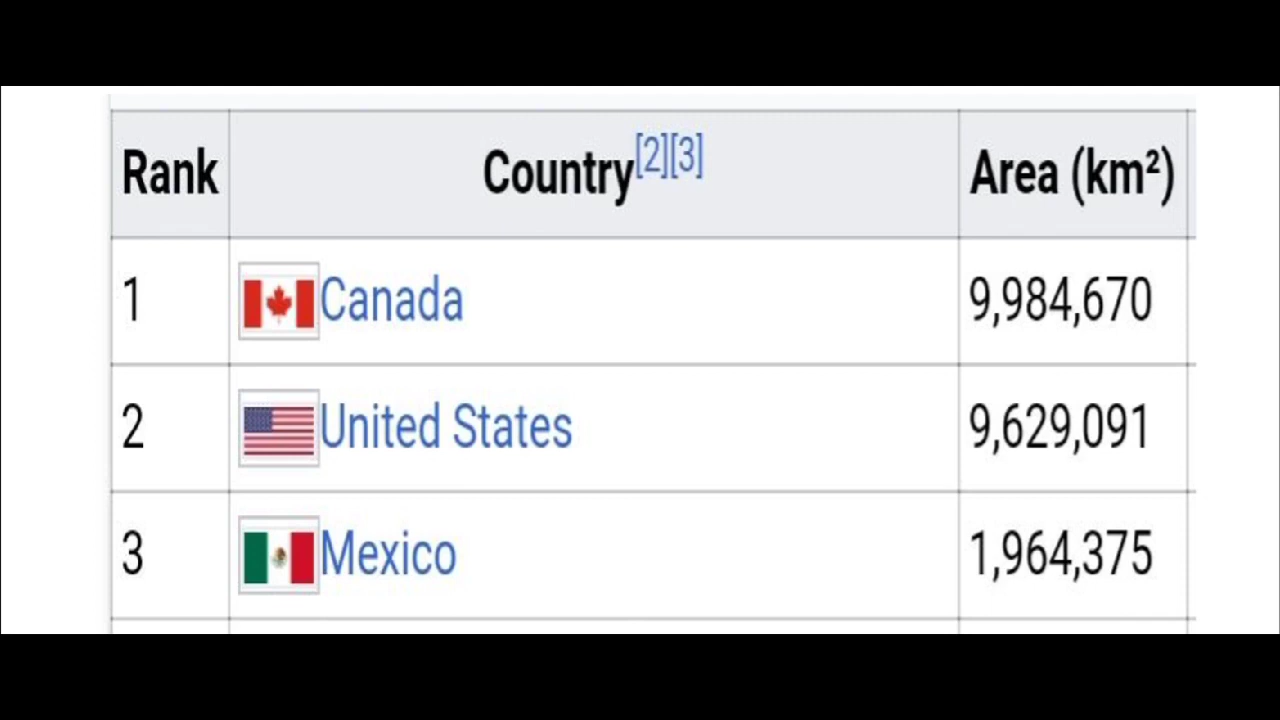 Rank Country[2][3] Area (km²)
1 Canada 9,984,670
2 United States 9,629,091
3 Mexico 1,964,375